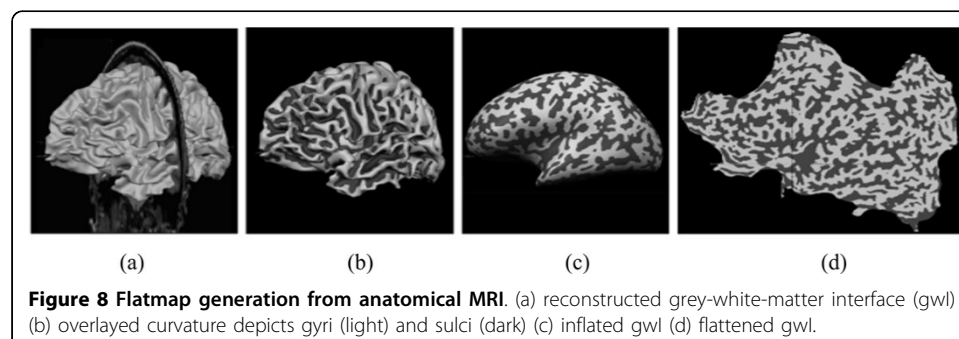 (a)
(b)
(c)
(d)
Figure 8 Flatmap generation from anatomical MRI. (a) reconstructed grey-white-matter interface (gwl)
(b) overlayed curvature depicts gyri (light) and sulci (dark) (c) inflated gwl (d) flattened gwl.